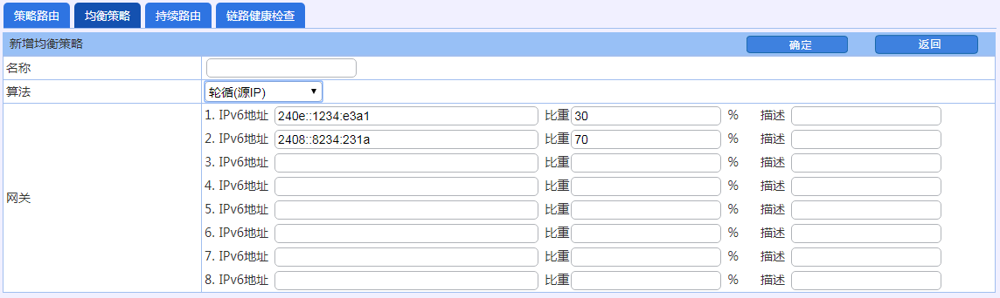 策略路由 均衡策略 持续路由 链路健康检查
新增均衡策略 确定 返回
名称
算法 轮循(源IP)
网关
1. IPv6地址 240e::1234:e3a1 比重 30 % 描述
2. IPv6地址 2408::8234:231a 比重 70 % 描述
3. IPv6地址 比重 % 描述
4. IPv6地址 比重 % 描述
5. IPv6地址 比重 % 描述
6. IPv6地址 比重 % 描述
7. IPv6地址 比重 % 描述
8. IPv6地址 比重 % 描述